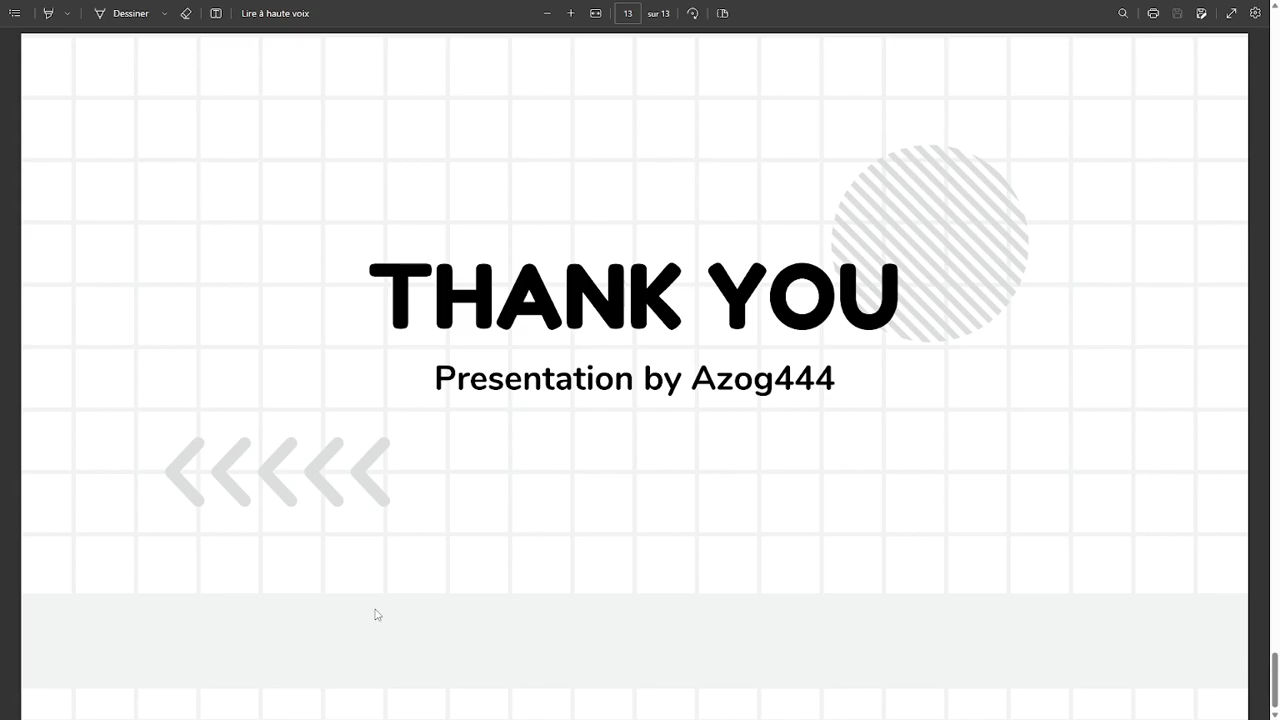 Dessiner
Lire à haute voix
13
sur 13
THANK YOU
Presentation by Azog444